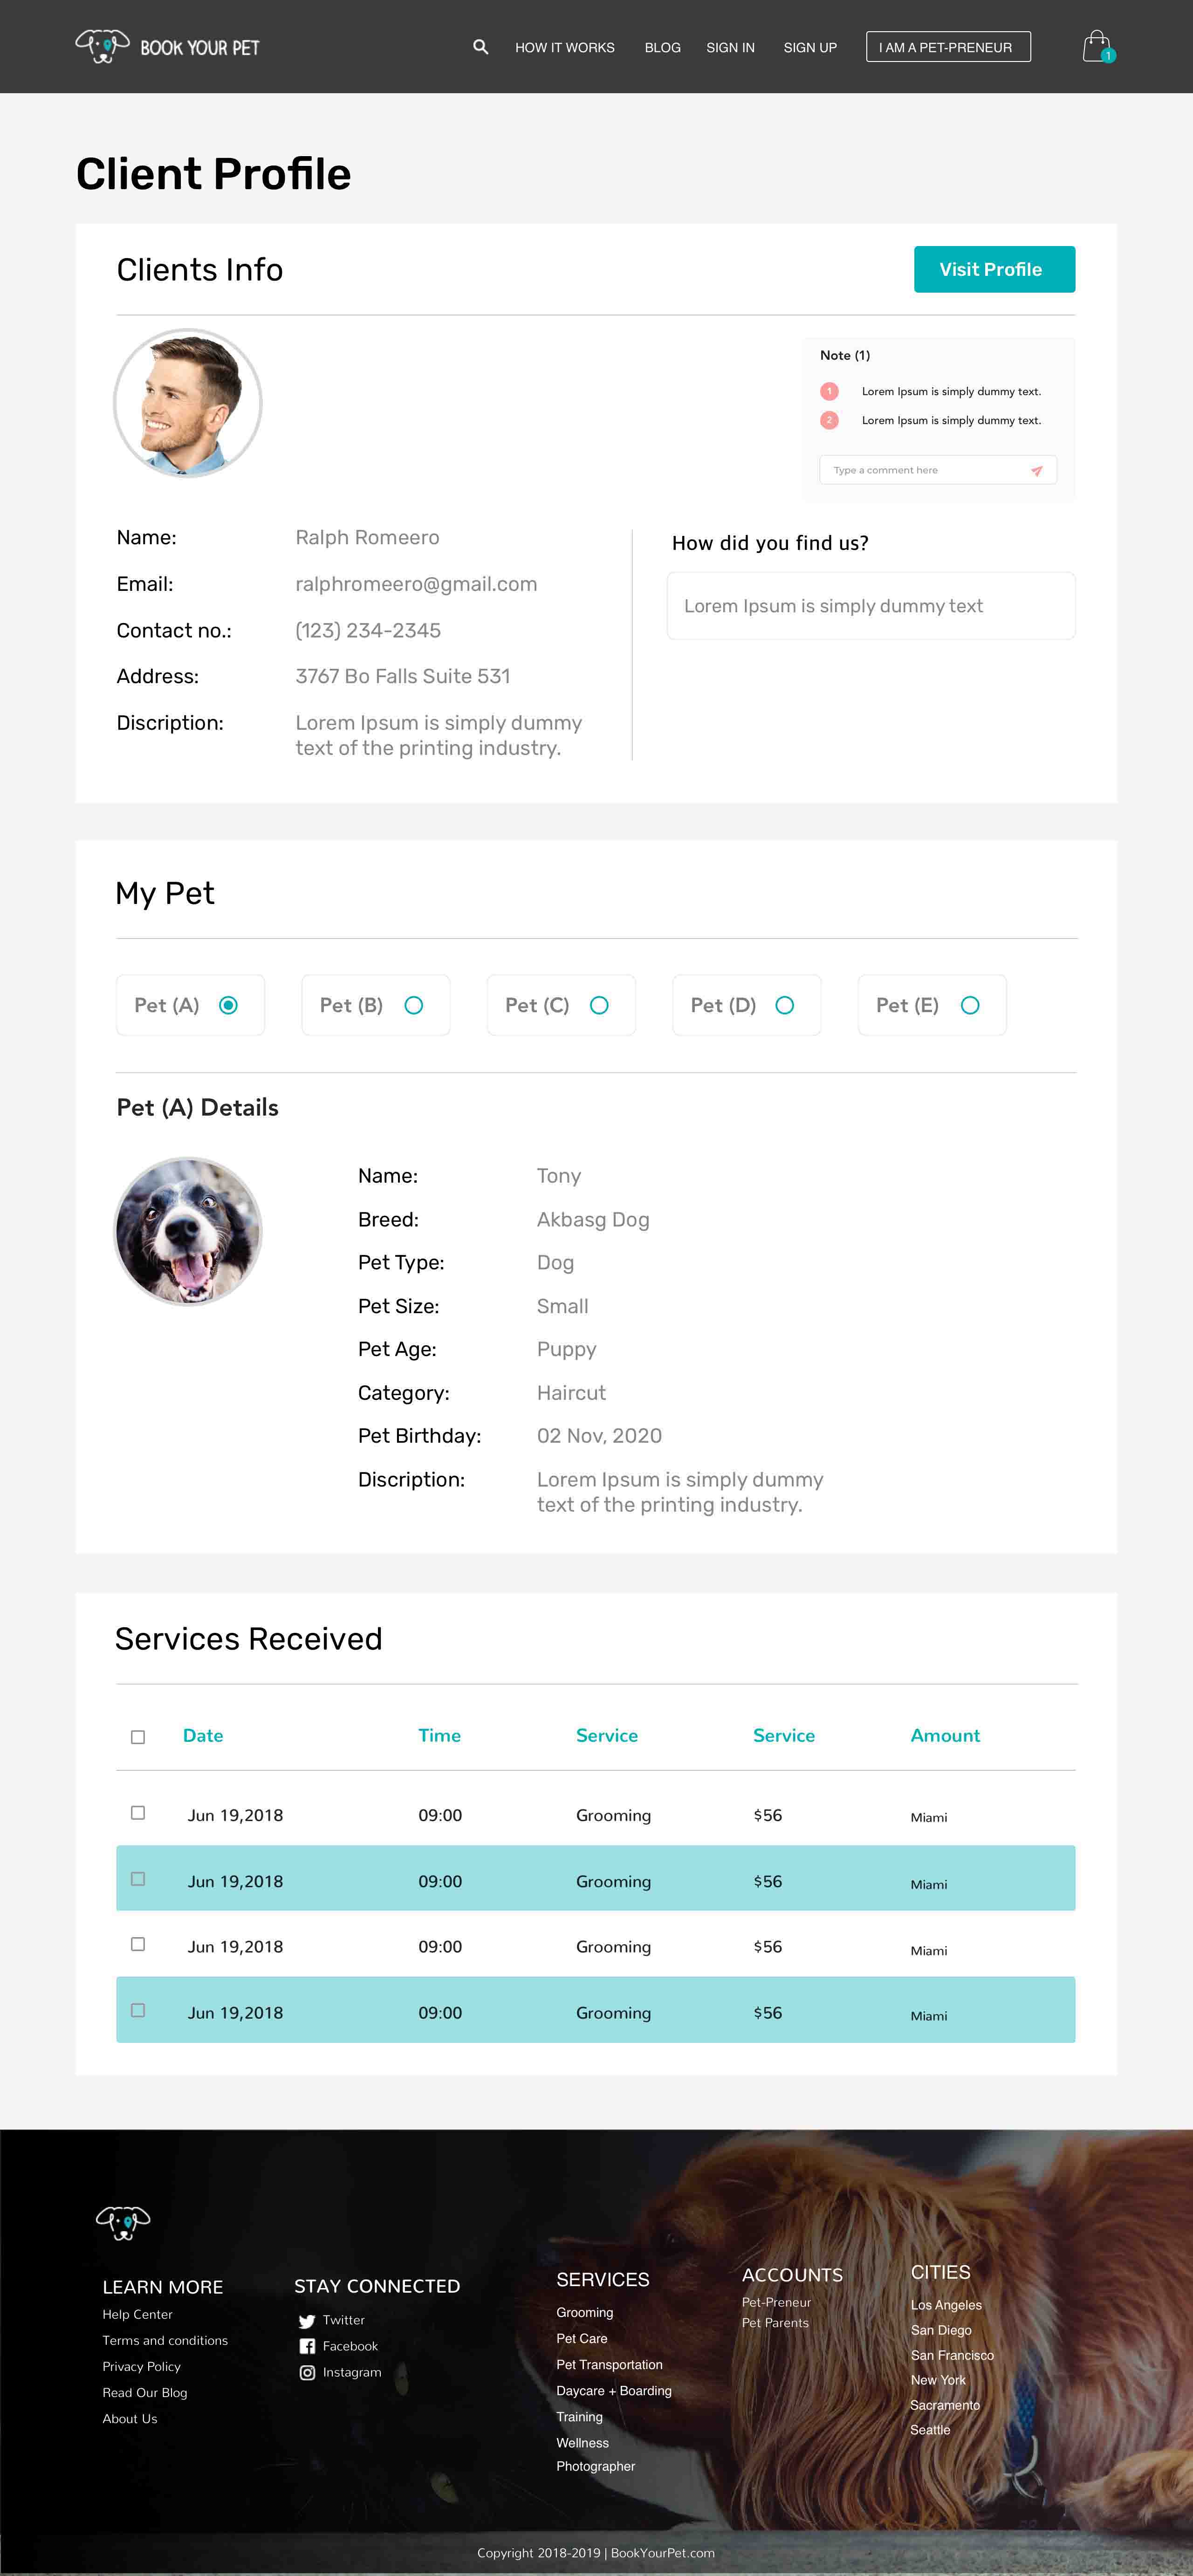 BOOK YOUR PET
HOW IT WORKS
BLOG
SIGN IN
SIGN UP
I AM A PET-PRENEUR
1
Client Profile
Clients Info
Visit Profile
Note (1)
1 Lorem Ipsum is simply dummy text.
2 Lorem Ipsum is simply dummy text.
Type a comment here
Name: Ralph Romeero
Email: ralphromeero@gmail.com
Contact no.: (123) 234-2345
Address: 3767 Bo Falls Suite 531
Discription: Lorem Ipsum is simply dummy
text of the printing industry.
How did you find us?
Lorem Ipsum is simply dummy text
My Pet
Pet (A)
Pet (B)
Pet (C)
Pet (D)
Pet (E)
Pet (A) Details
Name: Tony
Breed: Akbasg Dog
Pet Type: Dog
Pet Size: Small
Pet Age: Puppy
Category: Haircut
Pet Birthday: 02 Nov, 2020
Discription: Lorem Ipsum is simply dummy
text of the printing industry.
Services Received
Date Time Service Service Amount
Jun 19,2018 09:00 Grooming $56 Miami
Jun 19,2018 09:00 Grooming $56 Miami
Jun 19,2018 09:00 Grooming $56 Miami
Jun 19,2018 09:00 Grooming $56 Miami
LEARN MORE
Help Center
Terms and conditions
Privacy Policy
Read Our Blog
About Us
STAY CONNECTED
Twitter
Facebook
Instagram
SERVICES
Grooming
Pet Care
Pet Transportation
Daycare + Boarding
Training
Wellness
Photographer
ACCOUNTS
Pet-Preneur
Pet Parents
CITIES
Los Angeles
San Diego
San Francisco
New York
Sacramento
Seattle
Copyright 2018-2019 | BookYourPet.com